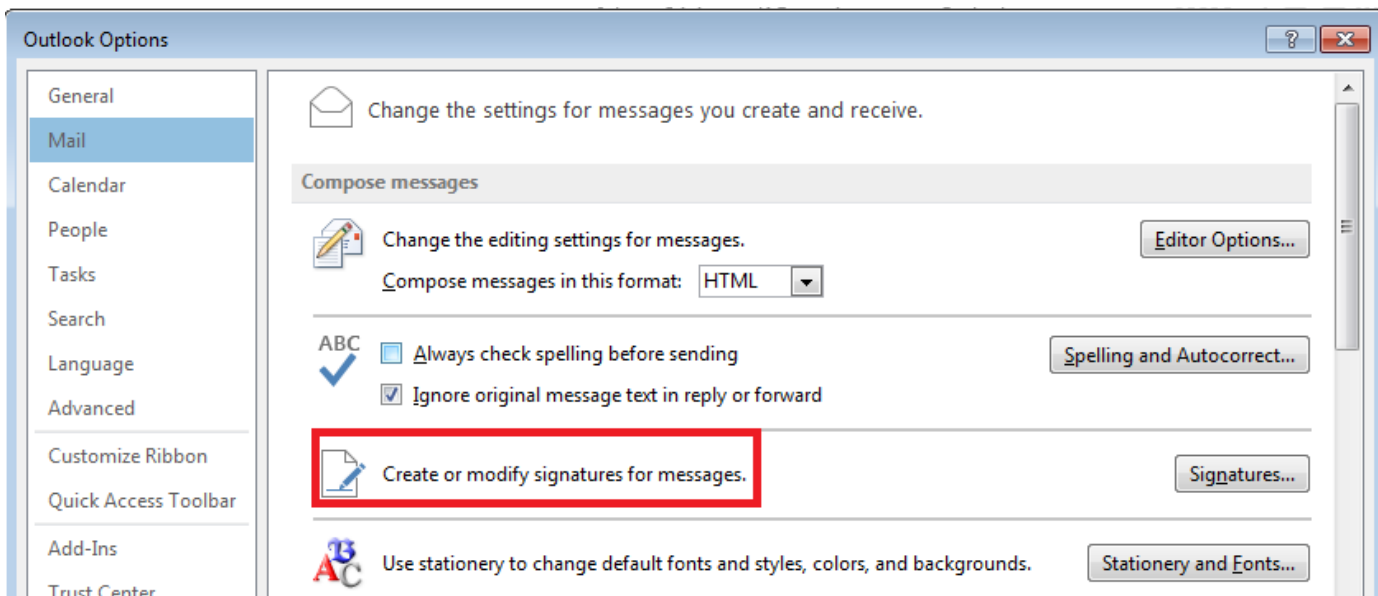 Outlook Options
General
Mail
Calendar
People
Tasks
Search
Language
Advanced
Customize Ribbon
Quick Access Toolbar
Add-Ins
Trust Center
Change the settings for messages you create and receive.
Compose messages
Change the editing settings for messages.
Editor Options...
Compose messages in this format: HTML
ABC
Always check spelling before sending
Spelling and Autocorrect...
Ignore original message text in reply or forward
Create or modify signatures for messages.
Signatures...
Use stationery to change default fonts and styles, colors, and backgrounds.
Stationery and Fonts...